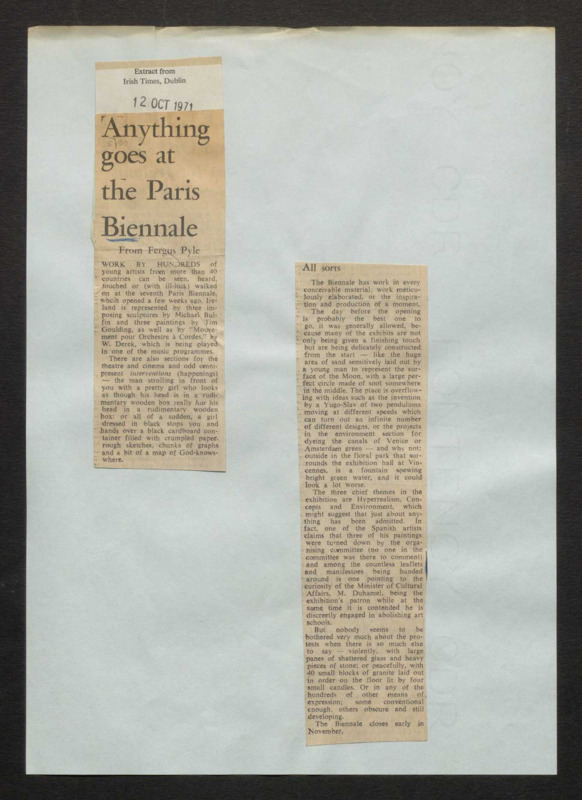 Extract from
Irish Times, Dublin
12 OCT 1971
Anything
goes at
the Paris
Biennale
From Fergus Pyle
WORK BY HUNDREDS of
young artists from more than 40
countries can be seen, heard,
touched or (with ill-luck) walked
on at the seventh Paris Biennale,
which opened a few weeks ago. Ire-
land is represented by three im-
posing sculptures by Michael Bul-
fin and three paintings by Jim
Goulding, as well as by "Mouve-
ment pour Orchestre à Cordes," by
W. Derek, which is being played
in one of the music programmes.
There are also sections for the
theatre and cinema and odd omni-
present interventions (happenings)
— the man strolling in front of
you with a pretty girl who looks
as though his head is in a rudi-
mentary wooden box really has his
head in a rudimentary wooden
box: or all of a sudden, a girl
dressed in black stops you and
hands over a black cardboard con-
tainer filled with crumpled paper,
rough sketches, chunks of graphs
and a bit of a map of God-knows-
where.
All sorts
The Biennale has work in every
conceivable material; work meticu-
lously elaborated, or the inspira-
tion and production of a moment.
The day before the opening
is probably the best one to
go, it was generally allowed, be-
cause many of the exhibits are not
only being given a finishing touch
but are being delicately constructed
from the start — like the huge
area of sand sensitively laid out by
a young man to represent the sur-
face of the Moon, with a large per-
fect circle made of soot somewhere
in the middle. The place is overflow-
ing with ideas such as the invention
by a Yugo-Slav of two pendulums
moving at different speeds which
can turn out an infinite number
of different designs, or the projects
in the environment section for
dyeing the canals of Venice or
Amsterdam green — and why not;
outside in the floral park that sur-
rounds the exhibition hall at Vin-
cennes, is a fountain spewing
bright green water, and it could
look a lot worse.
The three chief themes in the
exhibition are Hyperrealism, Con-
cepts and Environment, which
might suggest that just about any-
thing has been admitted. In
fact, one of the Spanish artists
claims that three of his paintings
were turned down by the orga-
nising committee (no one in the
committee was there to comment)
and among the countless leaflets
and manifestoes being handed
around is one pointing to the
curiosity of the Minister of Cultural
Affairs, M. Duhamel, being the
exhibition's patron while at the
same time it is contended he is
discreetly engaged in abolishing art
schools.
But nobody seems to be
bothered very much about the pro-
tests when there is so much else
to say — violently, with large
panes of shattered glass and heavy
pieces of stone; or peacefully, with
40 small blocks of granite laid out
in order on the floor lit by four
small candles. Or in any of the
hundreds of other means of
expression; some conventional
enough, others obscure and still
developing.
The Biennale closes early in
November.